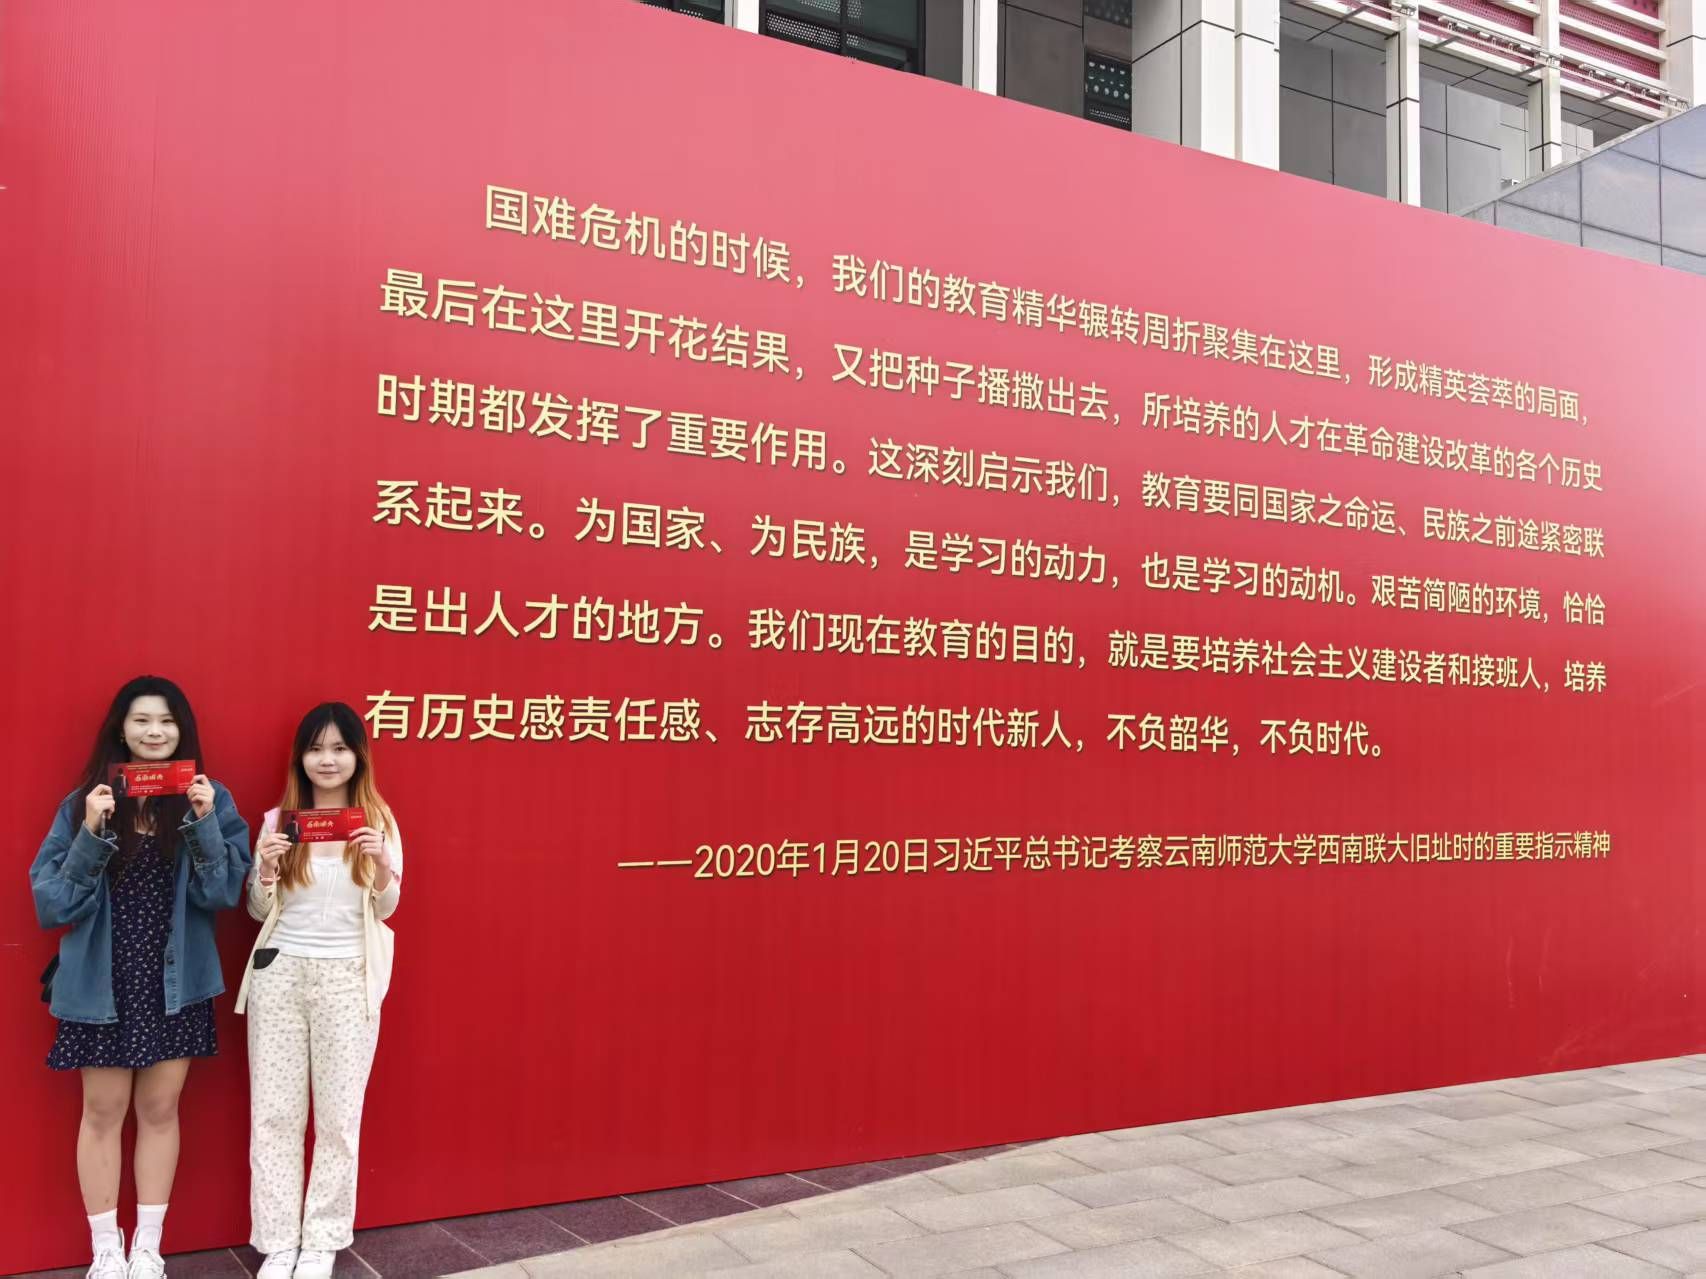 国难危机的时候，我们的教育精华辗转周折聚集在这里，形成精英荟萃的局面，
最后在这里开花结果，又把种子播撒出去，所培养的人才在革命建设改革的各个历史
时期都发挥了重要作用。这深刻启示我们，教育要同国家之命运、民族之前途紧密联
系起来。为国家、为民族，是学习的动力，也是学习的动机。艰苦简陋的环境，恰恰
是出人才的地方。我们现在教育的目的，就是要培养社会主义建设者和接班人，培养
有历史感责任感、志存高远的时代新人，不负韶华，不负时代。
——2020年1月20日习近平总书记考察云南师范大学西南联大旧址时的重要指示精神